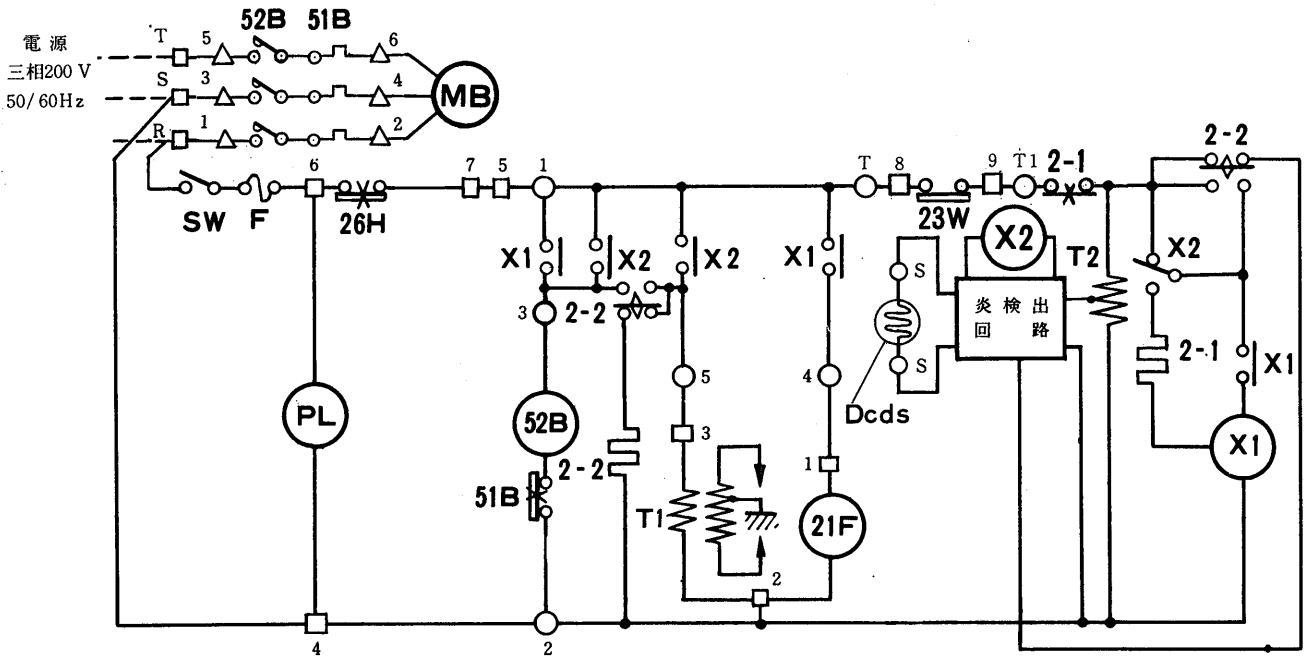 52B 51B
電源
三相200 V
50/60Hz
T 5 6
S 3 4
R 1 2
MB
SW F 6 26H 7 5 1
T 8 23W 9 T1 2-1
2-2
X1 X2 X2 X1
X2
T2
X2
S
S
炎検出
回路
3 2-2
2-1
X1
5 4
Dcds
PL
52B
X1
3
1
51B
2-2
T1
21F
2
4 2